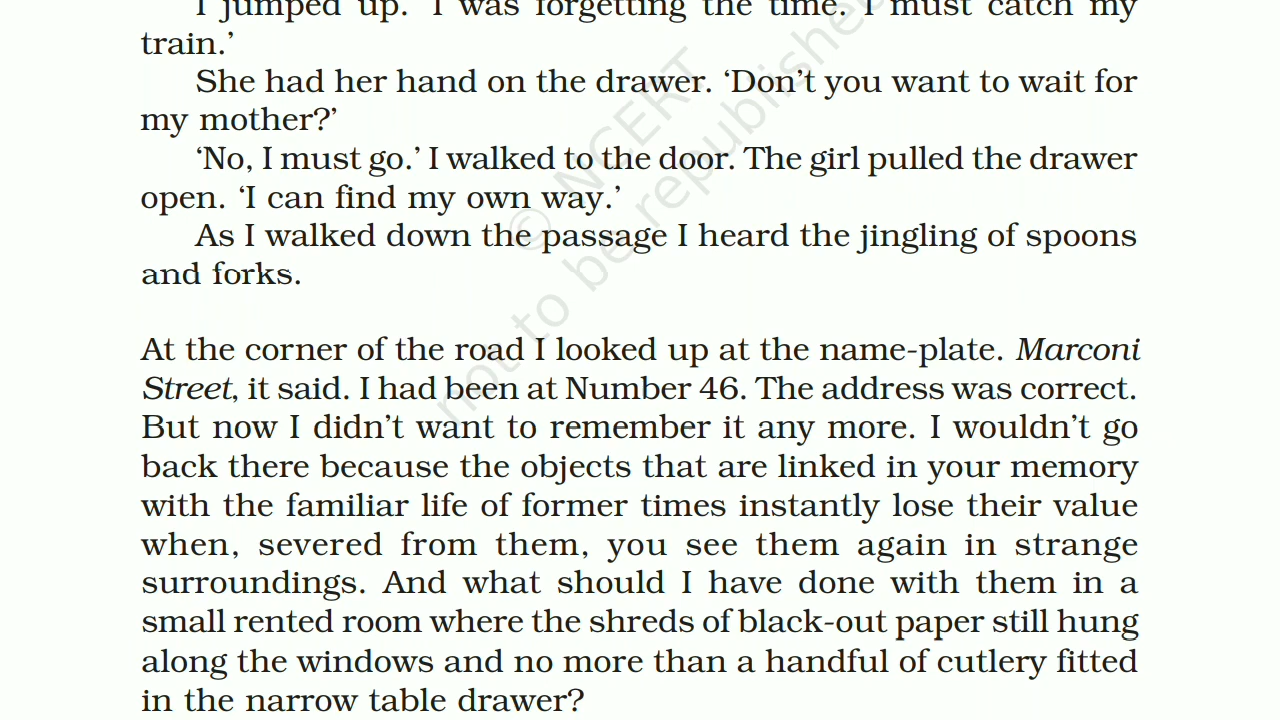 I jumped up. ‘I was forgetting the time. I must catch my
train.’
She had her hand on the drawer. ‘Don’t you want to wait for
my mother?’
‘No, I must go.’ I walked to the door. The girl pulled the drawer
open. ‘I can find my own way.’
As I walked down the passage I heard the jingling of spoons
and forks.
At the corner of the road I looked up at the name-plate. Marconi
Street, it said. I had been at Number 46. The address was correct.
But now I didn’t want to remember it any more. I wouldn’t go
back there because the objects that are linked in your memory
with the familiar life of former times instantly lose their value
when, severed from them, you see them again in strange
surroundings. And what should I have done with them in a
small rented room where the shreds of black-out paper still hung
along the windows and no more than a handful of cutlery fitted
in the narrow table drawer?
© NCERT
not to be republished